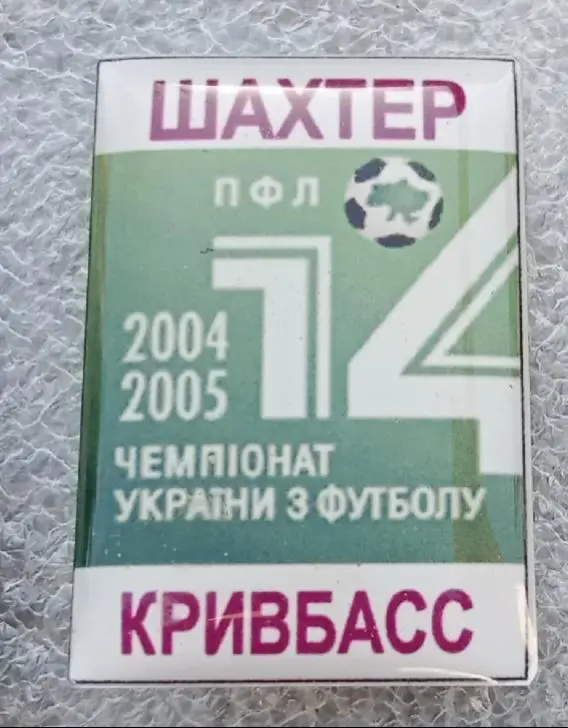 ШАХТЕР
ПФЛ
14
2004
2005
ЧЕМПІОНАТ
УКРАЇНИ З ФУТБОЛУ
КРИВБАСС